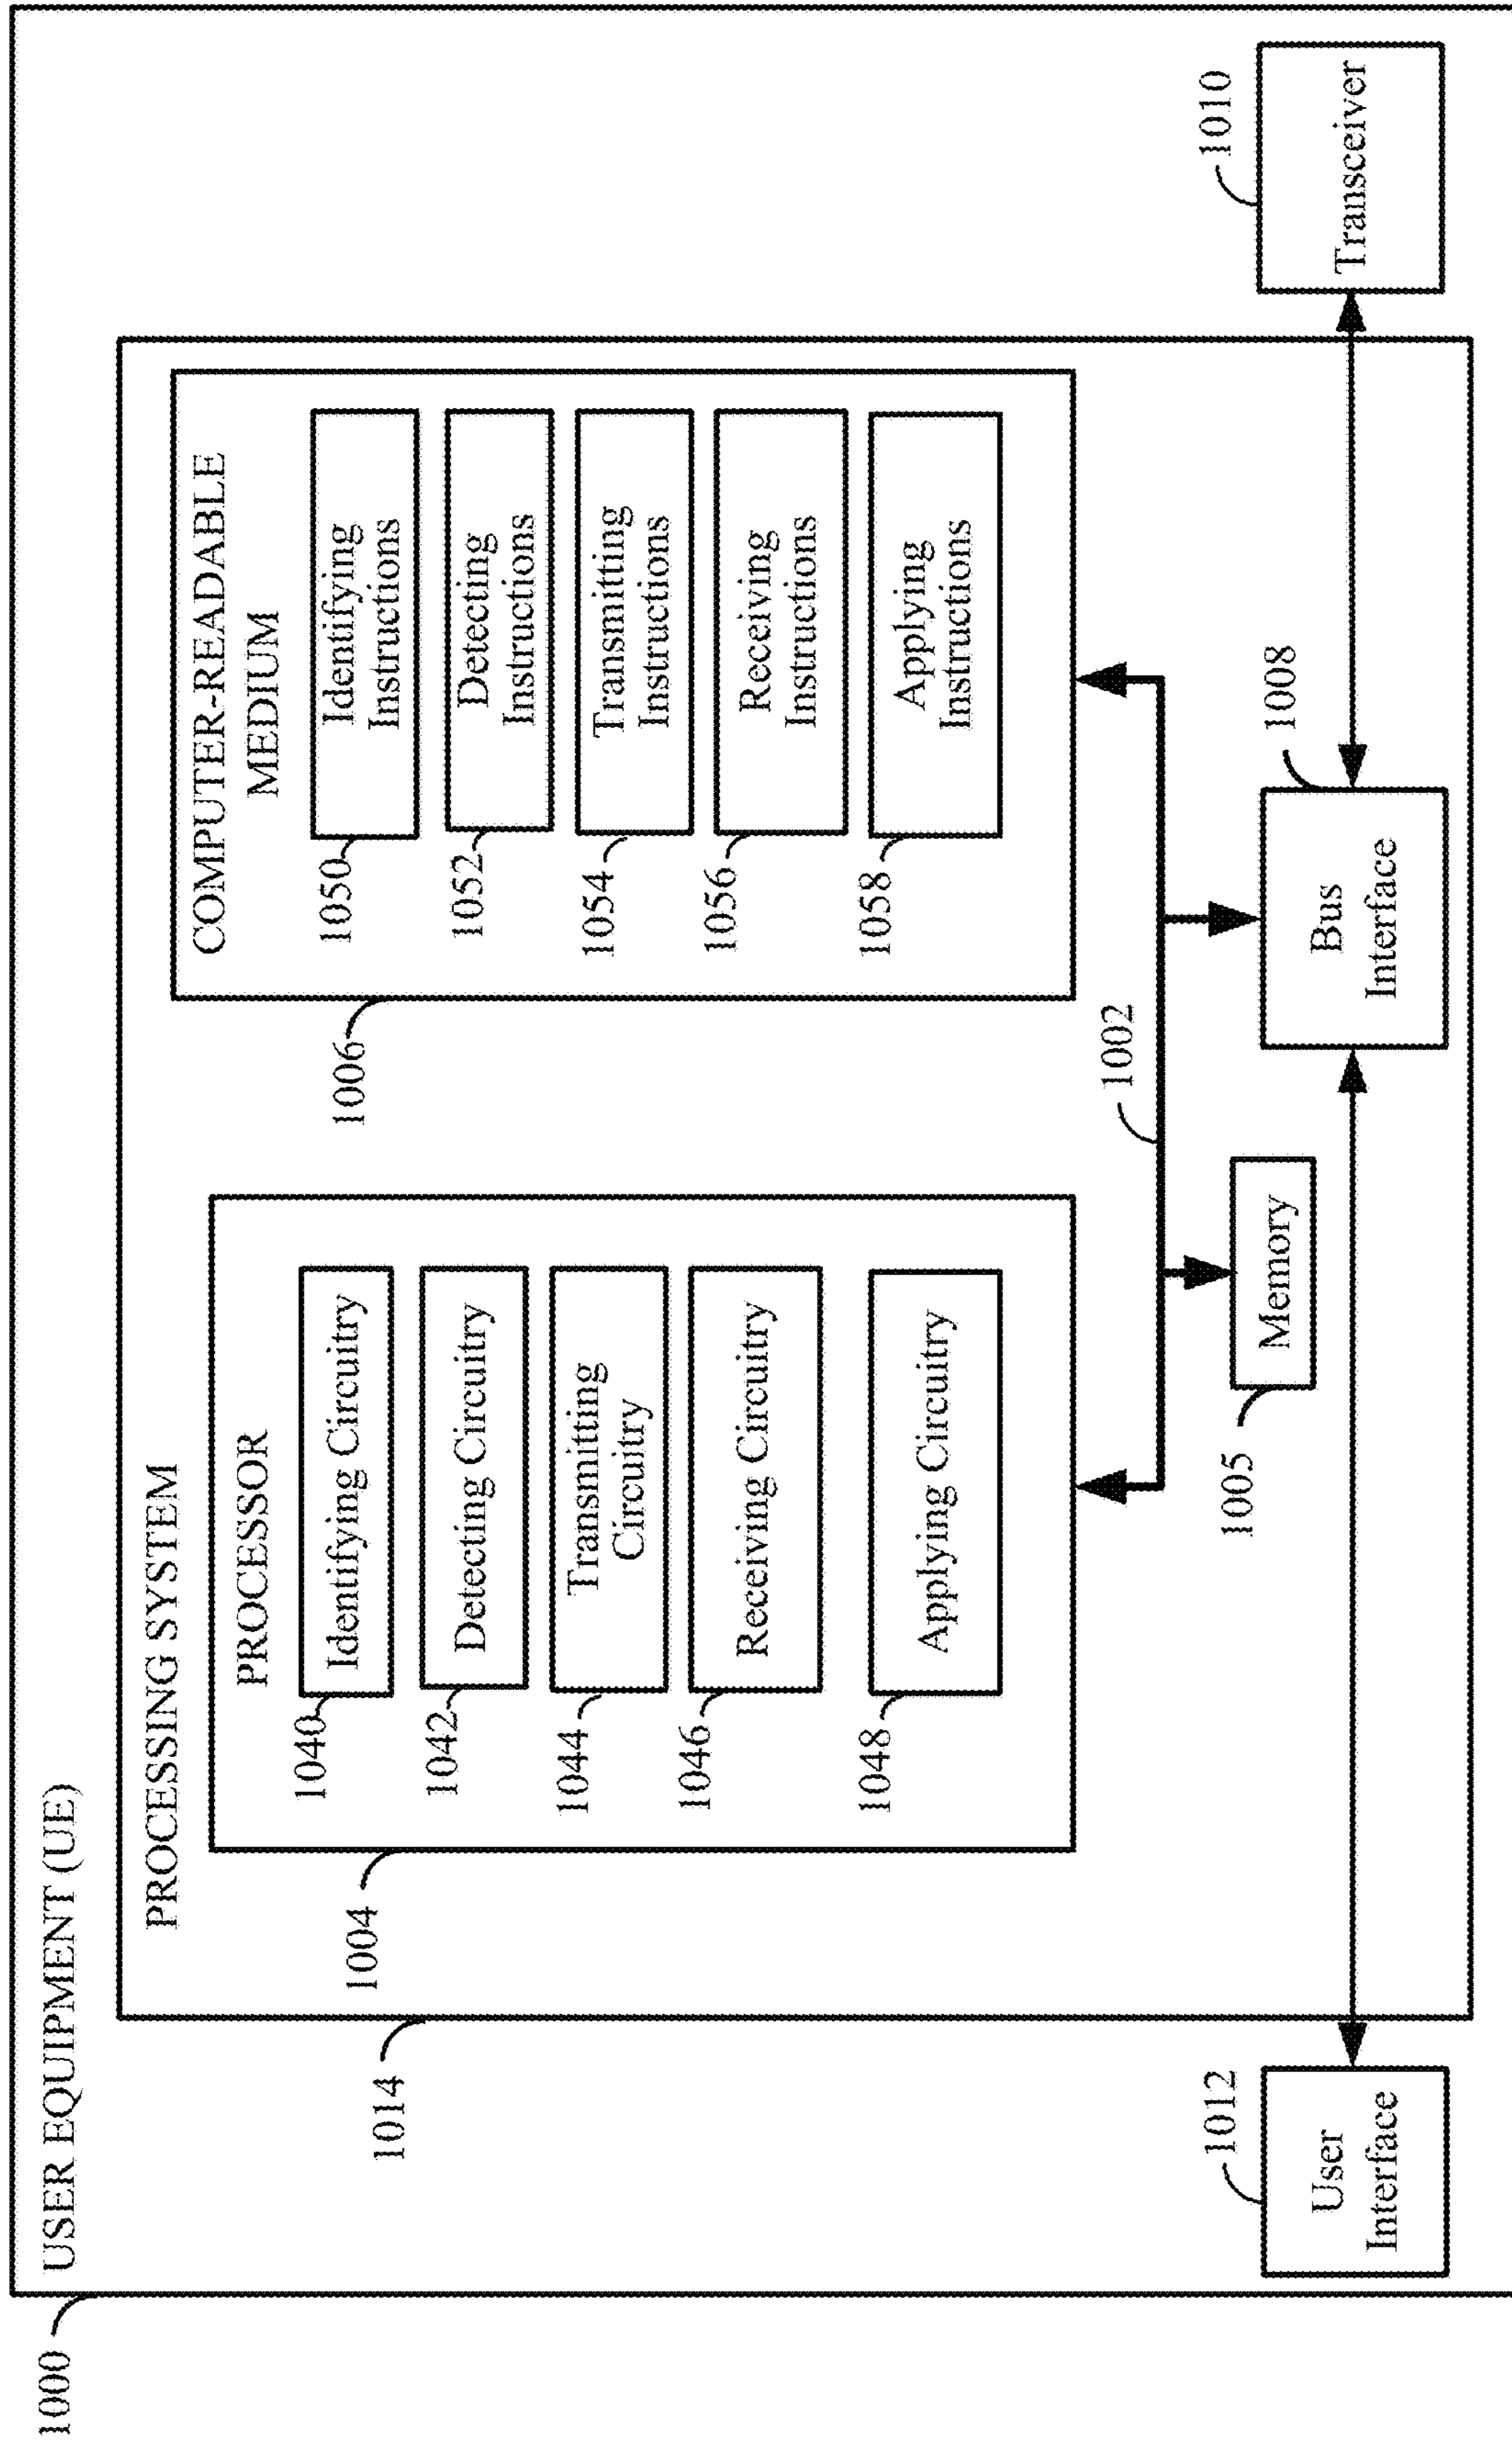 1000
USER EQUIPMENT (UE)
1014
PROCESSING SYSTEM
1004
PROCESSOR
1040
Identifying Circuitry
1042
Detecting Circuitry
1044
Transmitting
Circuitry
1046
Receiving Circuitry
1048
Applying Circuitry
1006
COMPUTER-READABLE
MEDIUM
1050
Identifying
Instructions
1052
Detecting
Instructions
1054
Transmitting
Instructions
1056
Receiving
Instructions
1058
Applying
Instructions
1002
1012
User
Interface
1005
Memory
1008
Bus
Interface
1010
Transceiver